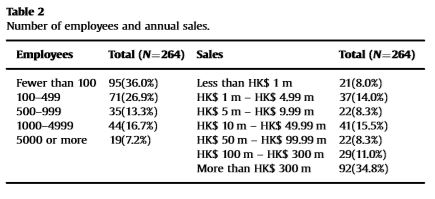 Table 2
Number of employees and annual sales.
Employees Total (N=264) Sales Total (N=264)
Fewer than 100 95(36.0%) Less than HK$ 1 m 21(8.0%)
100–499 71(26.9%) HK$ 1 m – HK$ 4.99 m 37(14.0%)
500–999 35(13.3%) HK$ 5 m – HK$ 9.99 m 22(8.3%)
1000–4999 44(16.7%) HK$ 10 m – HK$ 49.99 m 41(15.5%)
5000 or more 19(7.2%) HK$ 50 m – HK$ 99.99 m 22(8.3%)
HK$ 100 m – HK$ 300 m 29(11.0%)
More than HK$ 300 m 92(34.8%)